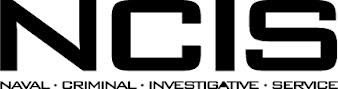 NCIS
NAVAL · CRIMINAL · INVESTIGATIVE · SERVICE